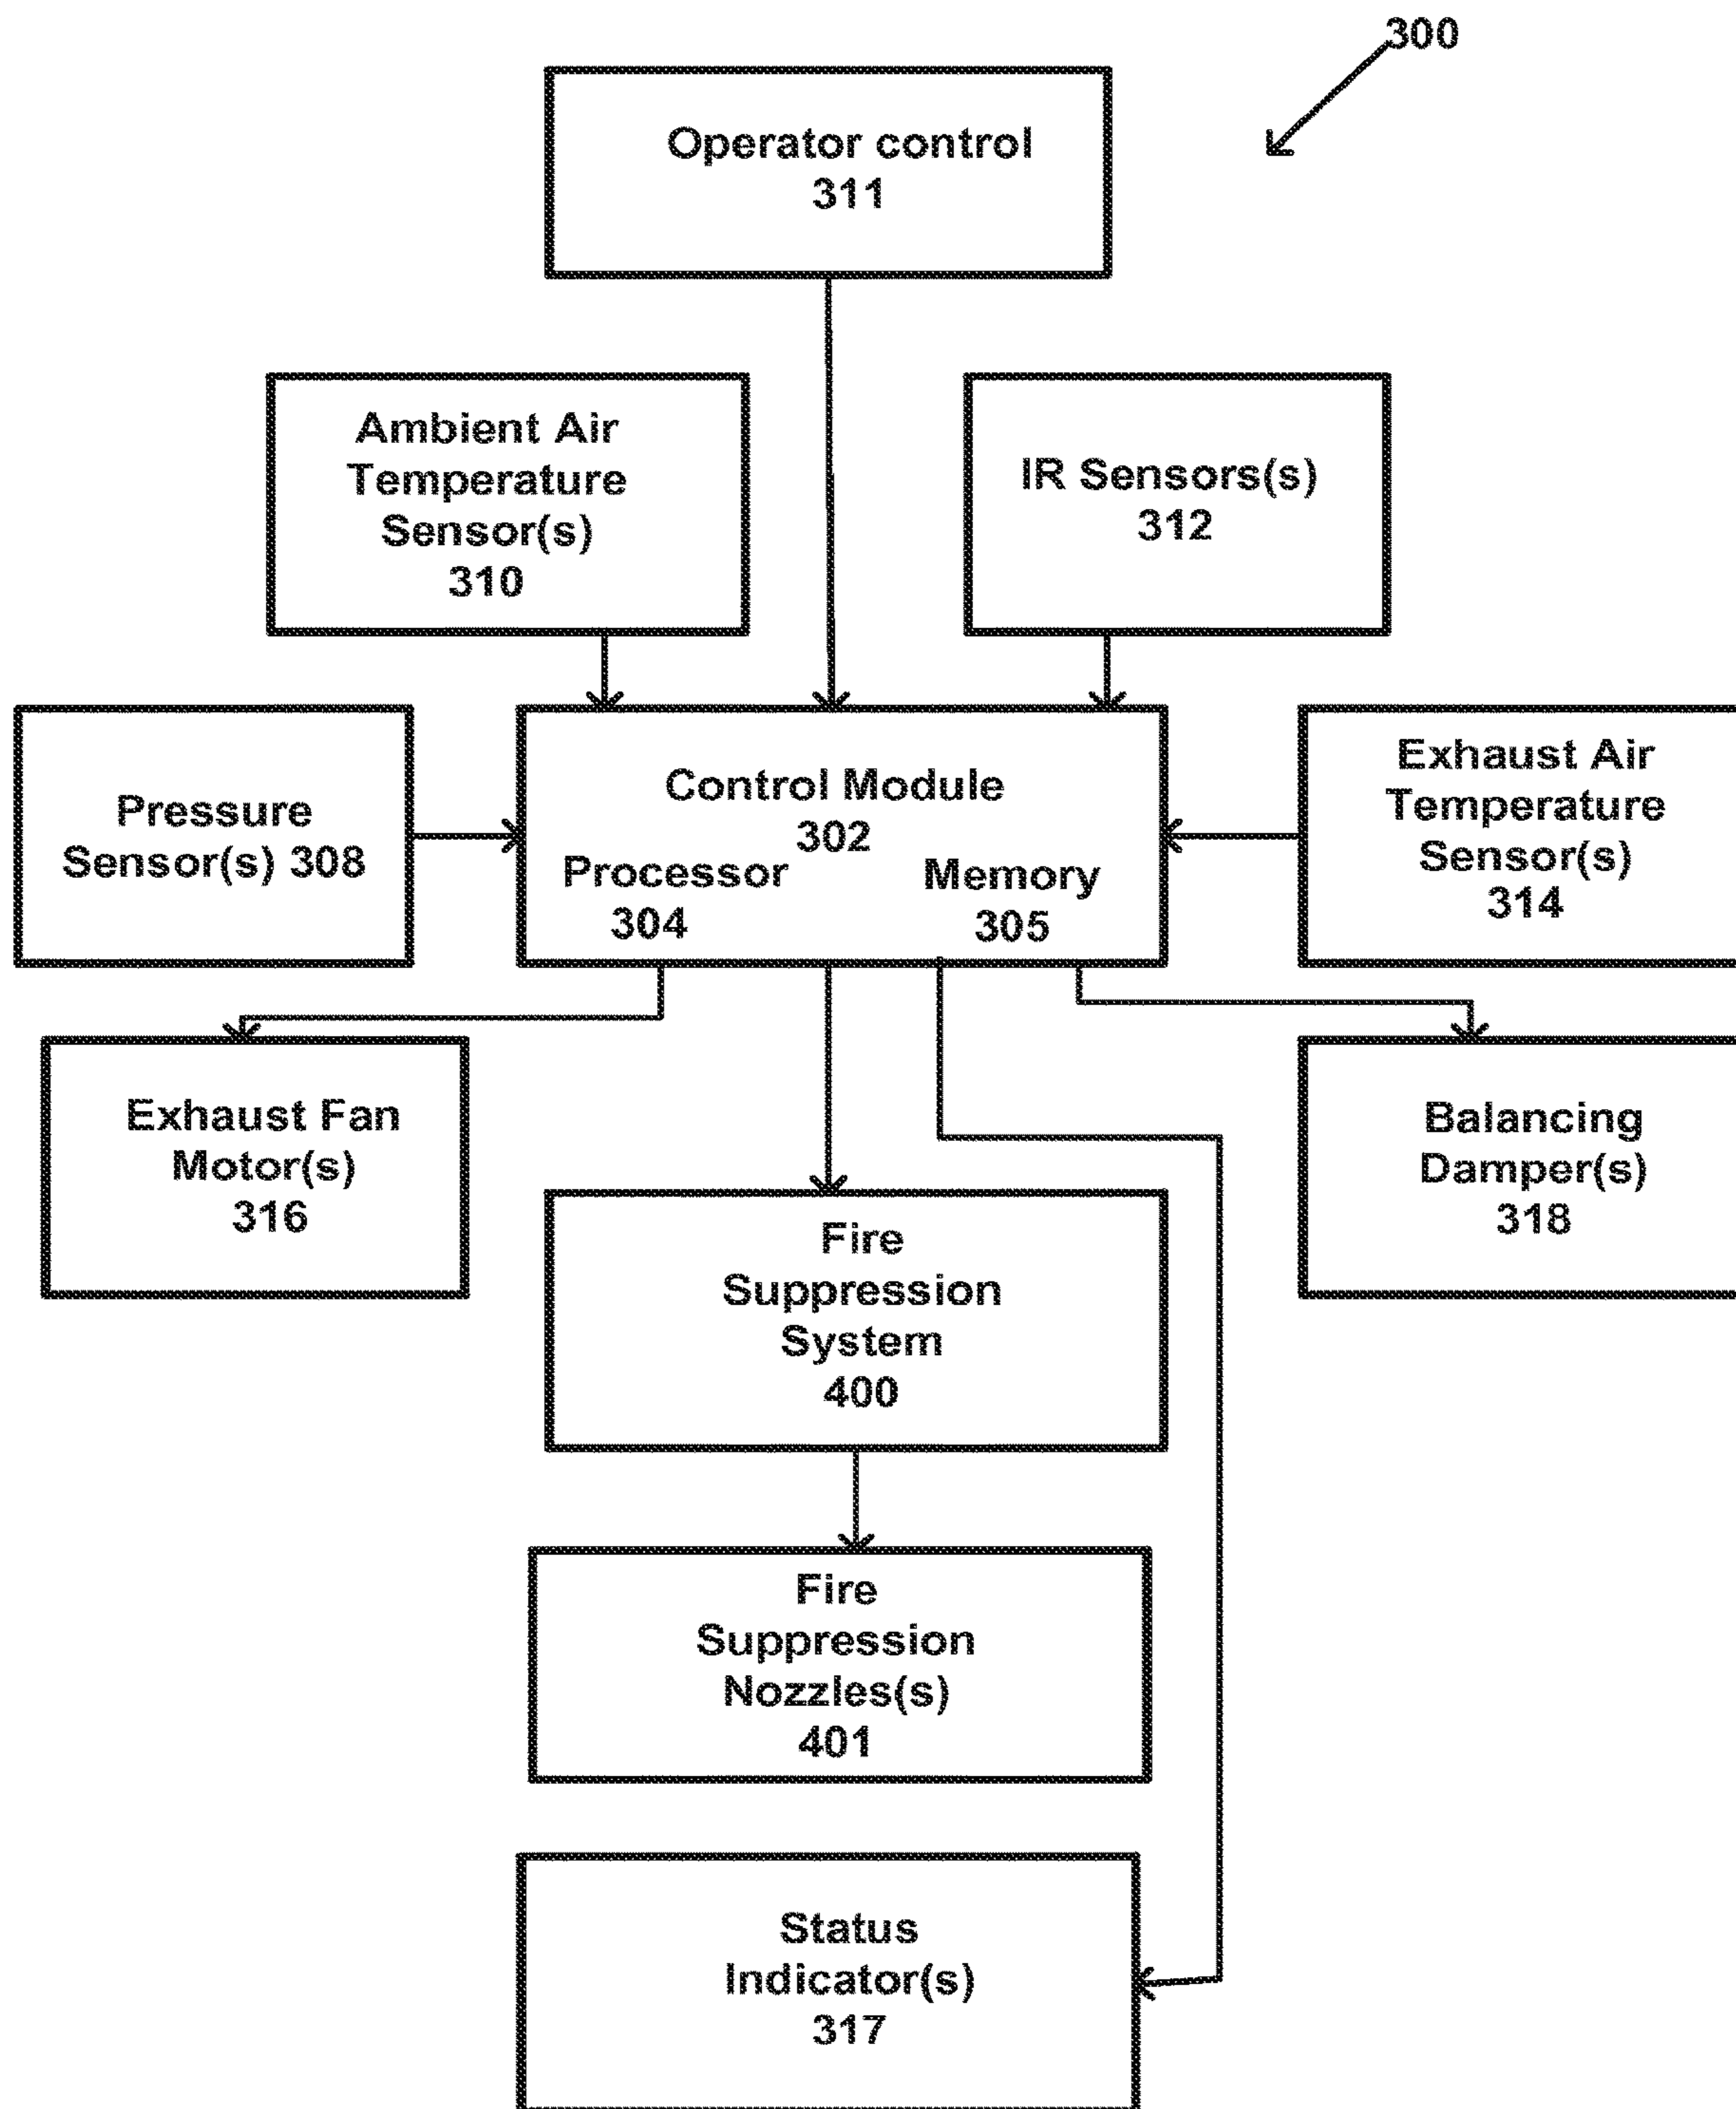 300
Operator control
311
Ambient Air
Temperature
Sensor(s)
310
IR Sensors(s)
312
Pressure
Sensor(s) 308
Control Module
302
Processor
304
Memory
305
Exhaust Air
Temperature
Sensor(s)
314
Exhaust Fan
Motor(s)
316
Fire
Suppression
System
400
Balancing
Damper(s)
318
Fire
Suppression
Nozzles(s)
401
Status
Indicator(s)
317